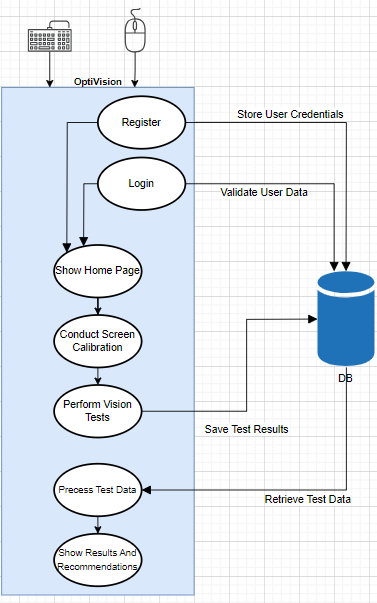 OptiVision
Register
Store User Credentials
Login
Validate User Data
Show Home Page
Conduct Screen
Calibration
DB
Perform Vision
Tests
Save Test Results
Precess Test Data
Retrieve Test Data
Show Results And
Recommendations